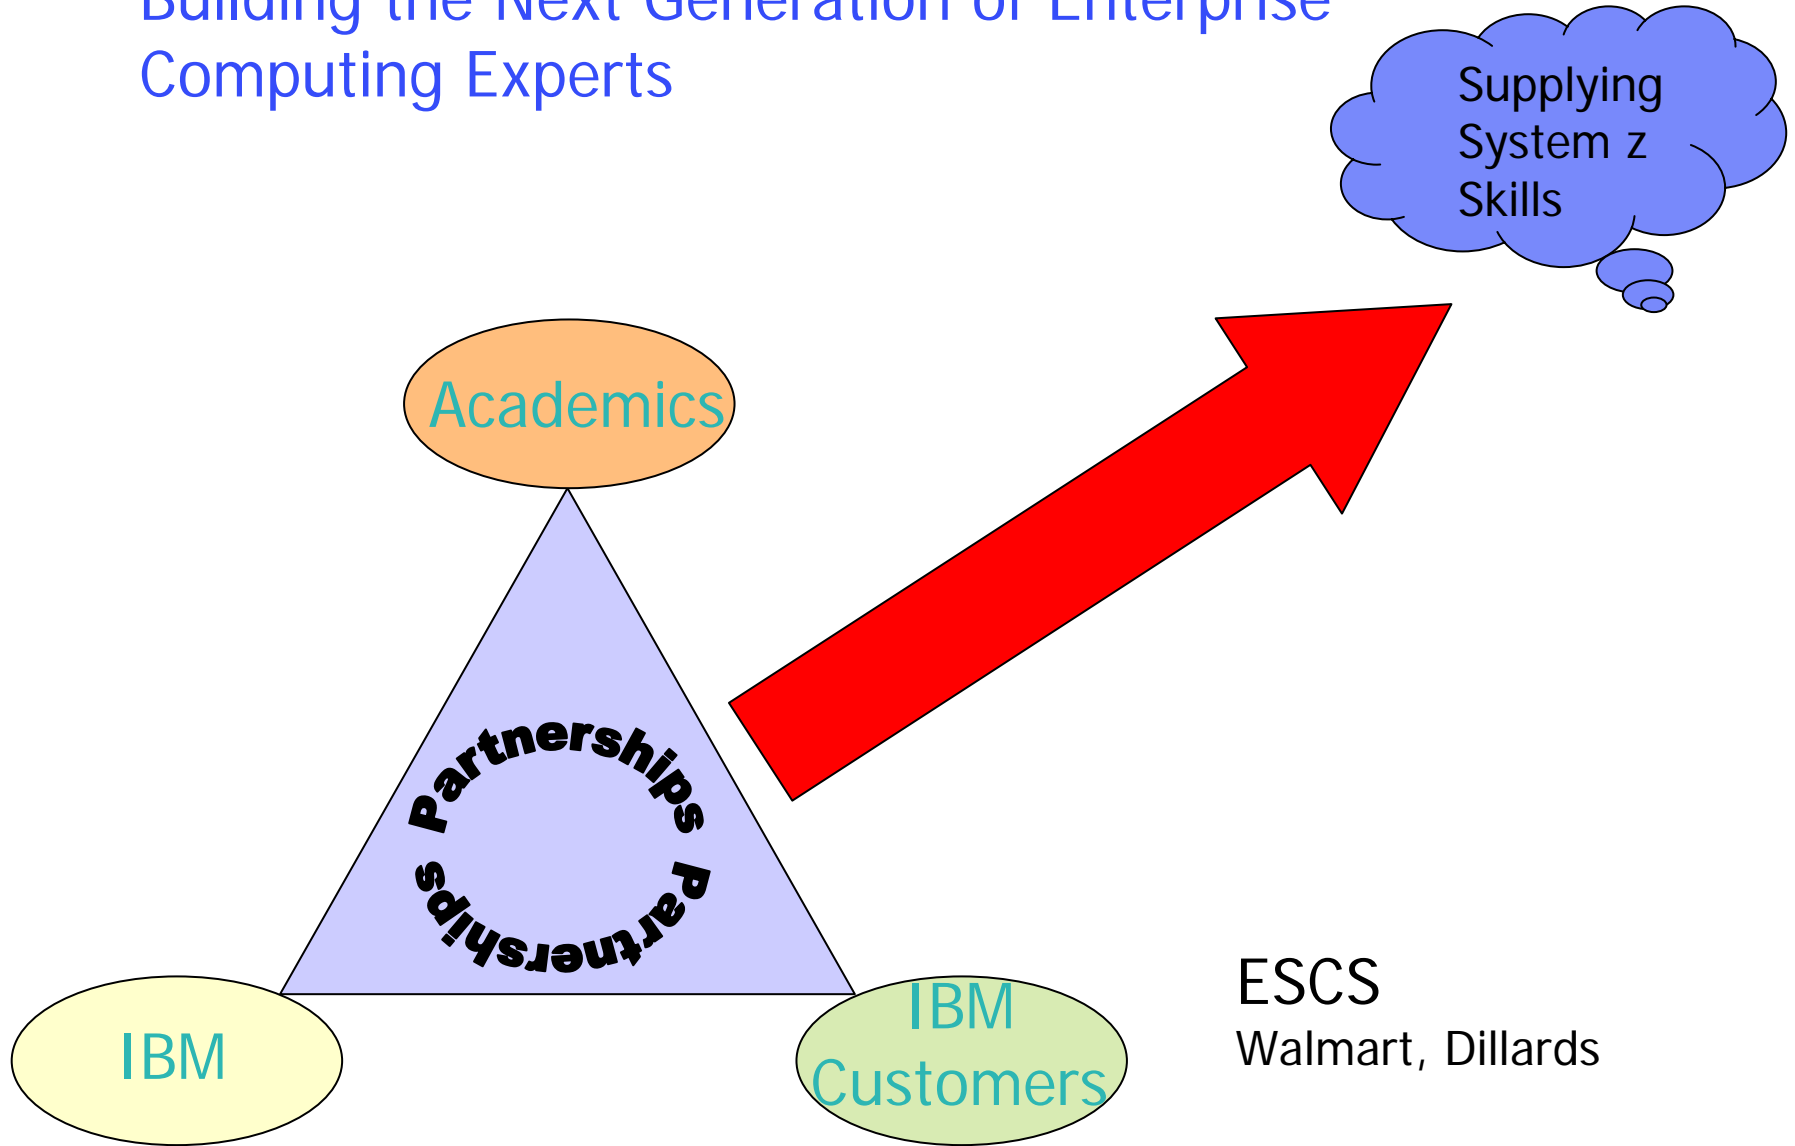 Building the Next Generation of Enterprise
Computing Experts
Supplying
System z
Skills
Academics
Partnerships
Partnerships
IBM
IBM
Customers
ESCS
Walmart, Dillards